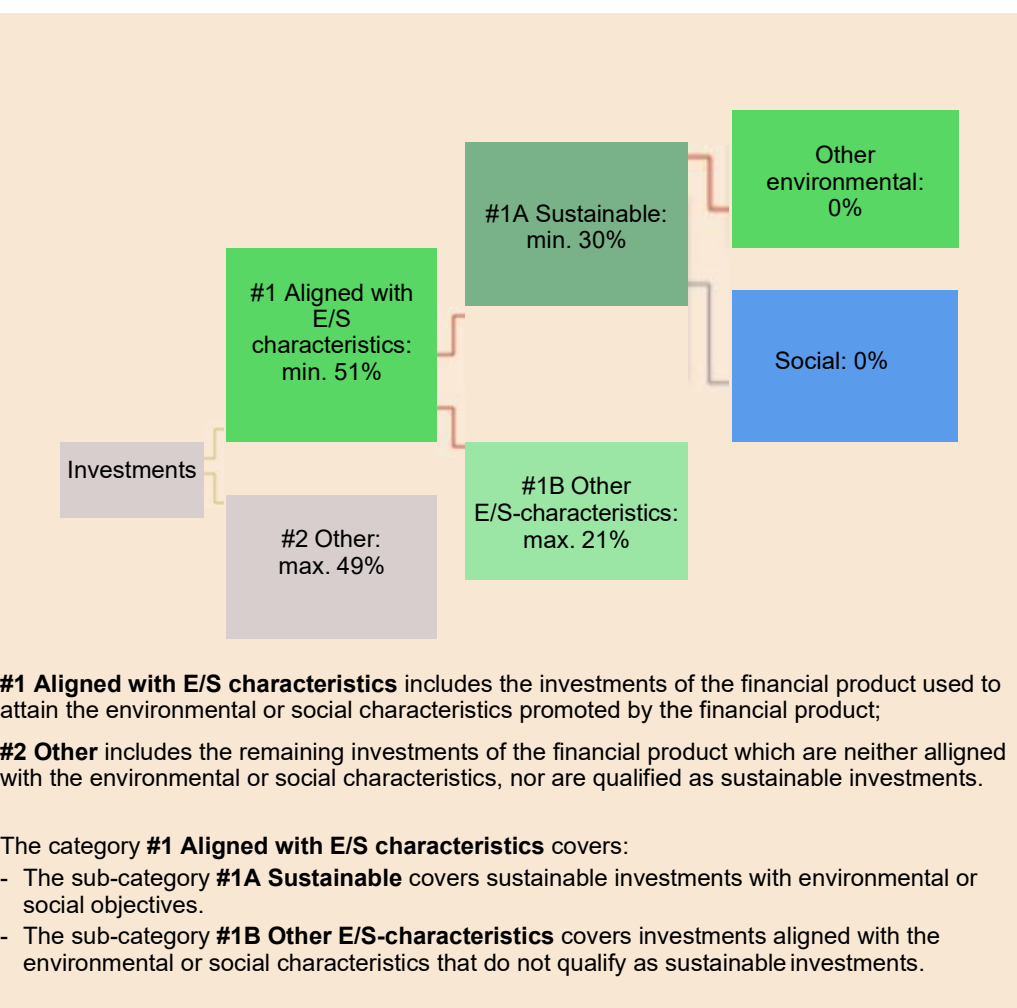 Other
environmental:
0%
#1A Sustainable:
min. 30%
#1 Aligned with
E/S
characteristics:
min. 51%
Social: 0%
Investments
#1B Other
E/S-characteristics:
max. 21%
#2 Other:
max. 49%
#1 Aligned with E/S characteristics includes the investments of the financial product used to
attain the environmental or social characteristics promoted by the financial product;
#2 Other includes the remaining investments of the financial product which are neither alligned
with the environmental or social characteristics, nor are qualified as sustainable investments.
The category #1 Aligned with E/S characteristics covers:
- The sub-category #1A Sustainable covers sustainable investments with environmental or
social objectives.
- The sub-category #1B Other E/S-characteristics covers investments aligned with the
environmental or social characteristics that do not qualify as sustainable investments.